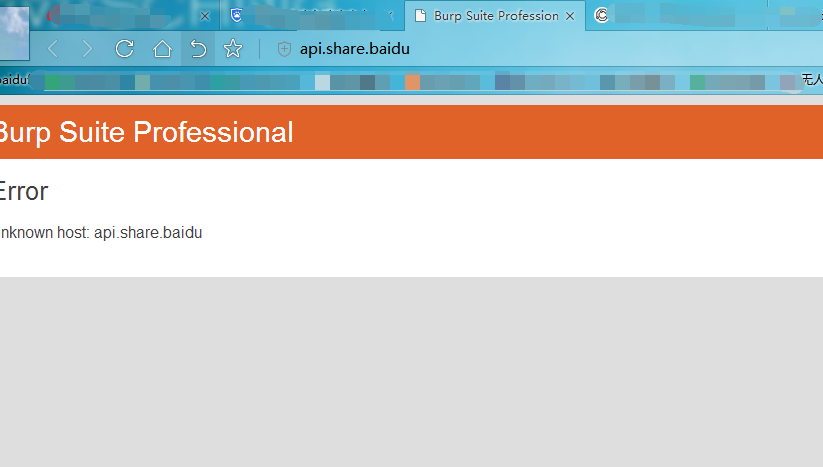 Burp Suite Profession
api.share.baidu
baidu
无人
Burp Suite Professional
Error
nknown host: api.share.baidu